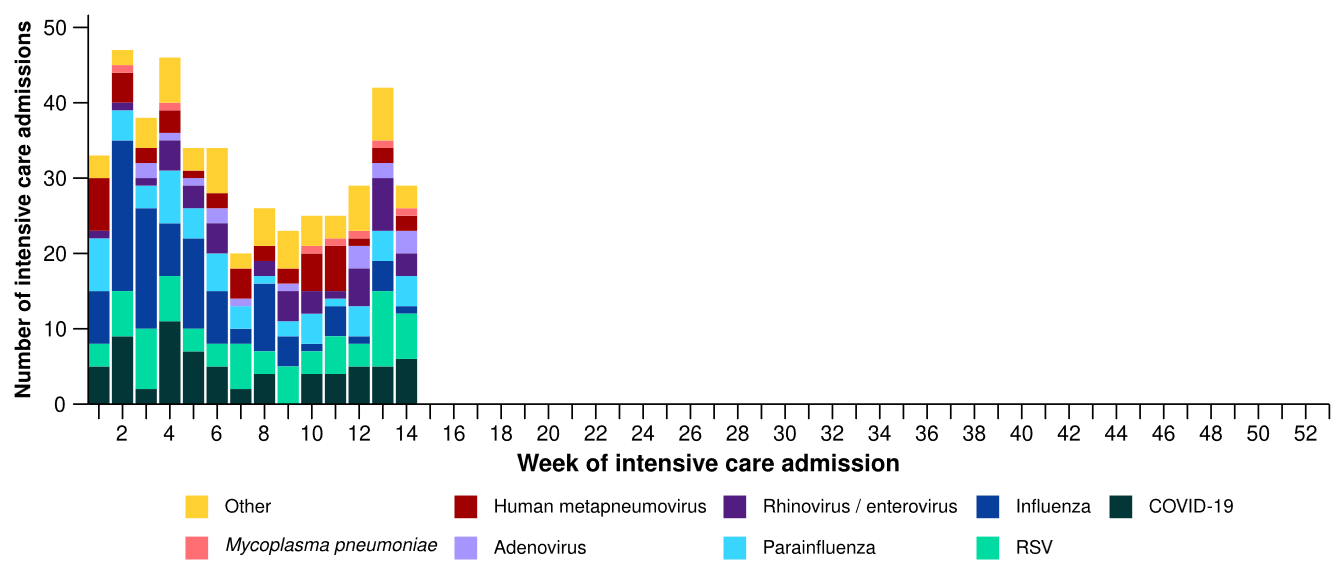 Number of intensive care admissions
50
40
30
20
10
0
2 4 6 8 10 12 14 16 18 20 22 24 26 28 30 32 34 36 38 40 42 44 46 48 50 52
Week of intensive care admission
Other Human metapneumovirus Rhinovirus / enterovirus Influenza COVID-19
Mycoplasma pneumoniae Adenovirus Parainfluenza RSV